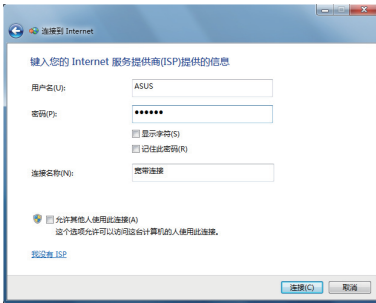 连接到 Internet
键入您的 Internet 服务提供商(ISP)提供的信息
用户名(U): ASUS
密码(P): ●●●●●●
显示字符(S)
记住此密码(R)
连接名称(N): 宽带连接
允许其他人使用此连接(A)
这个选项允许可以访问这台计算机的人使用此连接。
我没有 ISP
连接(C) 取消